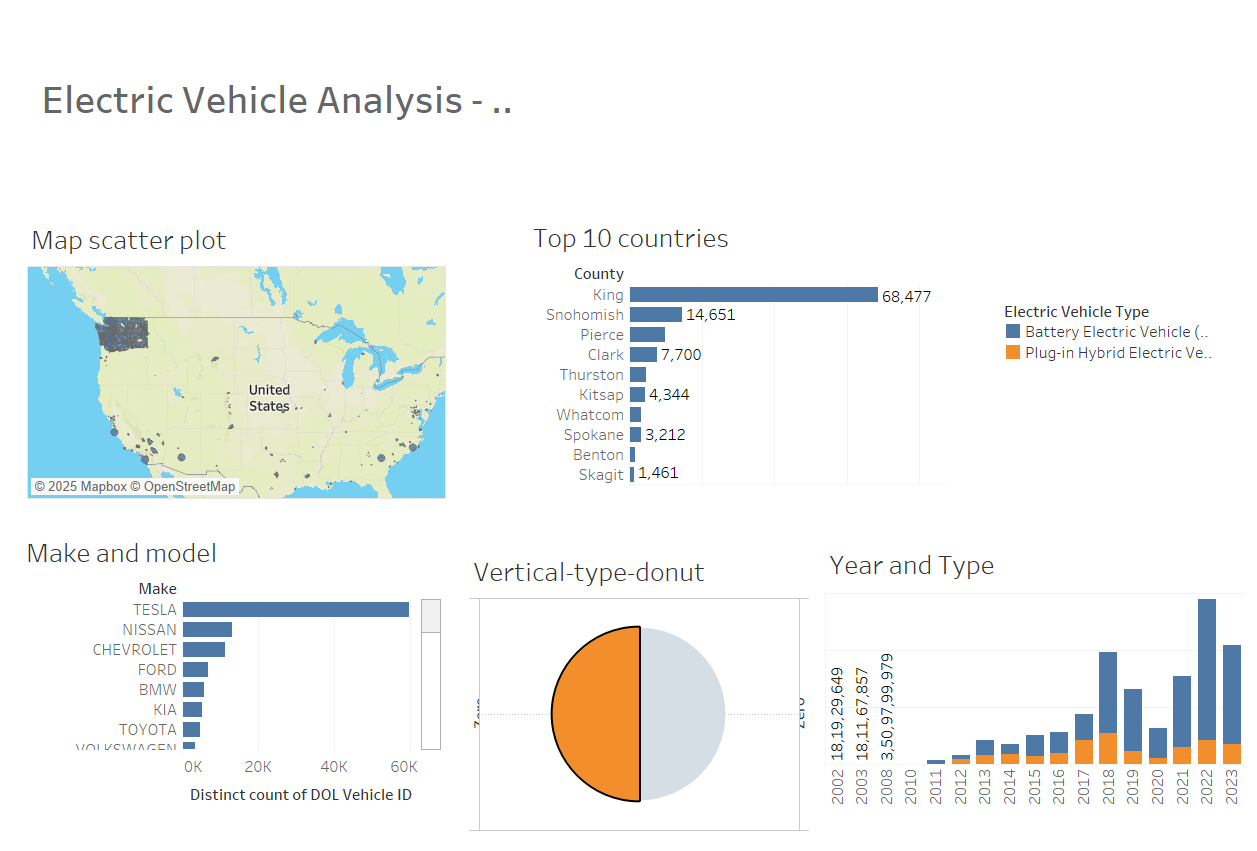 Electric Vehicle Analysis - ..
Map scatter plot
United
States
© 2025 Mapbox © OpenStreetMap
Top 10 countries
County
King 68,477
Snohomish 14,651
Pierce
Clark 7,700
Thurston
Kitsap 4,344
Whatcom
Spokane 3,212
Benton
Skagit 1,461
Electric Vehicle Type
Battery Electric Vehicle (..
Plug-in Hybrid Electric Ve..
Make and model
Make
TESLA
NISSAN
CHEVROLET
FORD
BMW
KIA
TOYOTA
VOLKSWAGEN
0K 20K 40K 60K
Distinct count of DOL Vehicle ID
Vertical-type-donut
Zero
Zero
Year and Type
18,19,29,649
18,11,67,857
3,50,97,99,979
2002 2003 2008 2010 2011 2012 2013 2014 2015 2016 2017 2018 2019 2020 2021 2022 2023